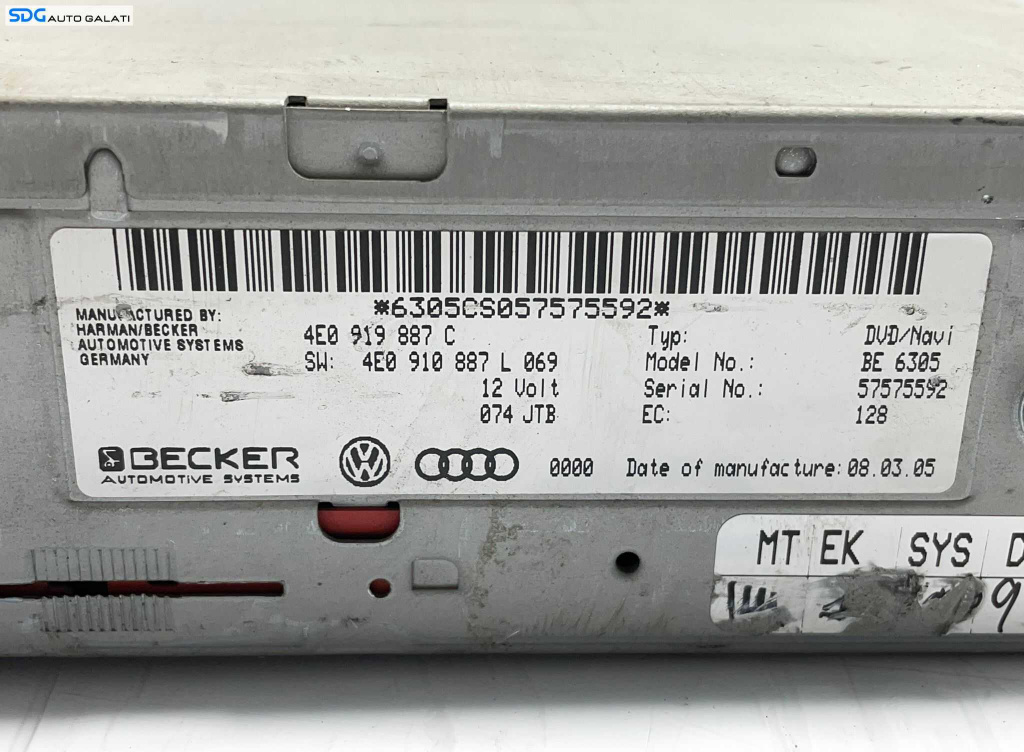 SDG AUTO GALATI
*6305CS057575592*
MANUFACTURED BY:
HARMAN/BECKER
AUTOMOTIVE SYSTEMS
GERMANY
4E0 919 887 C
SW: 4E0 910 887 L 069
12 Volt
074 JTB
Typ: DVD/Navi
Model No.: BE 6305
Serial No.: 57575592
EC: 128
BECKER
AUTOMOTIVE SYSTEMS
0000 Date of manufacture: 08.03.05
MT EK SYS D
9